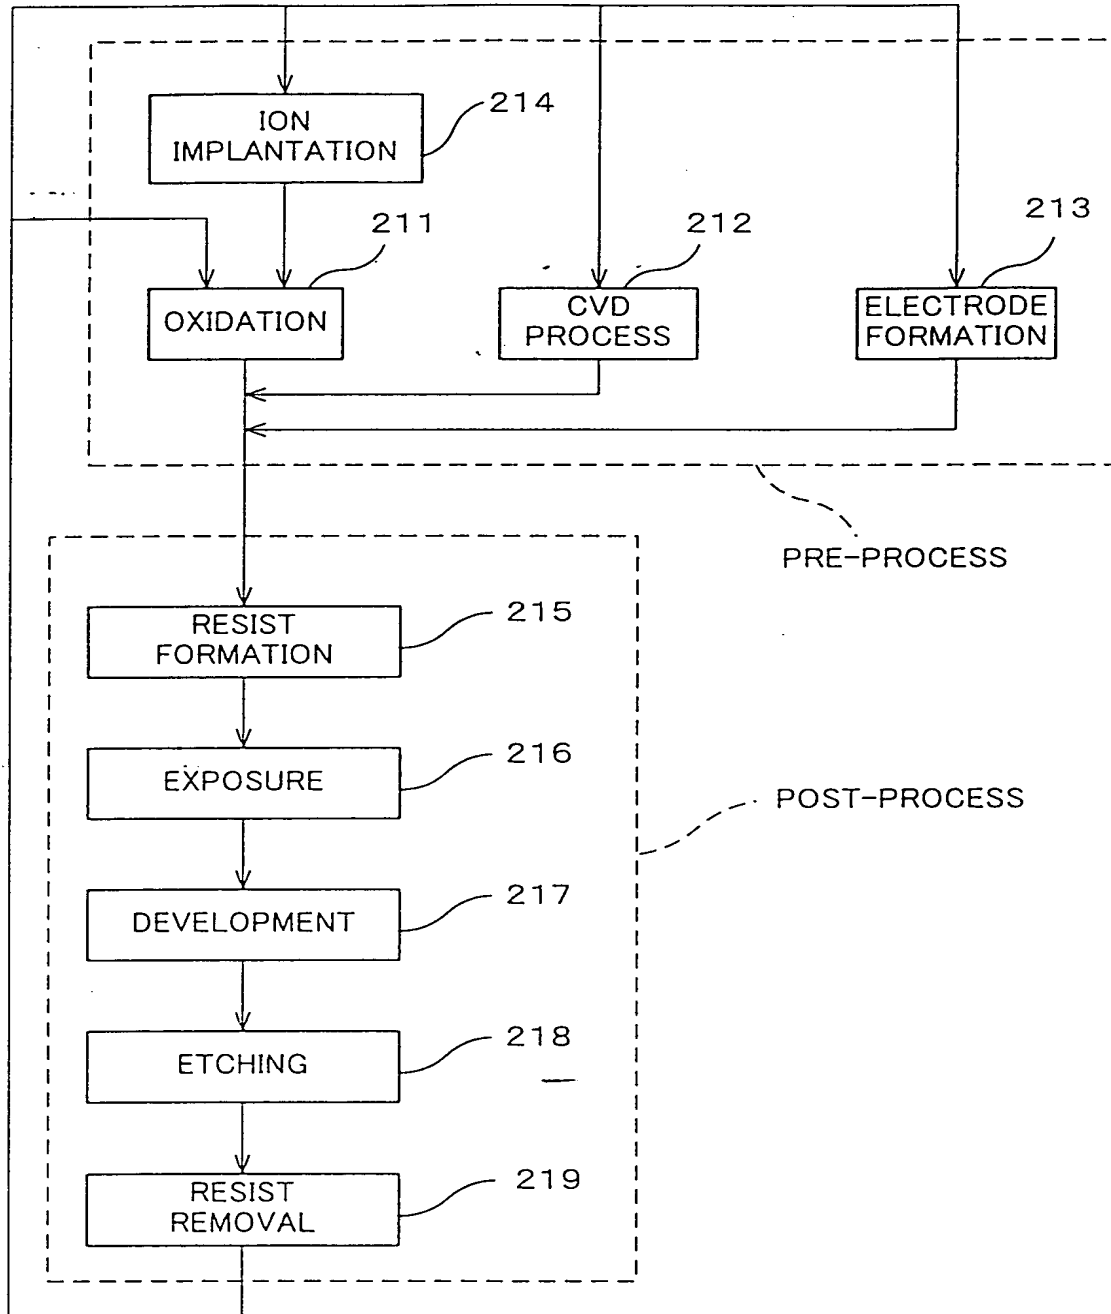 214
ION
IMPLANTATION
211
212
213
OXIDATION
CVD
PROCESS
ELECTRODE
FORMATION
PRE-PROCESS
215
RESIST
FORMATION
216
EXPOSURE
POST-PROCESS
217
DEVELOPMENT
218
ETCHING
219
RESIST
REMOVAL